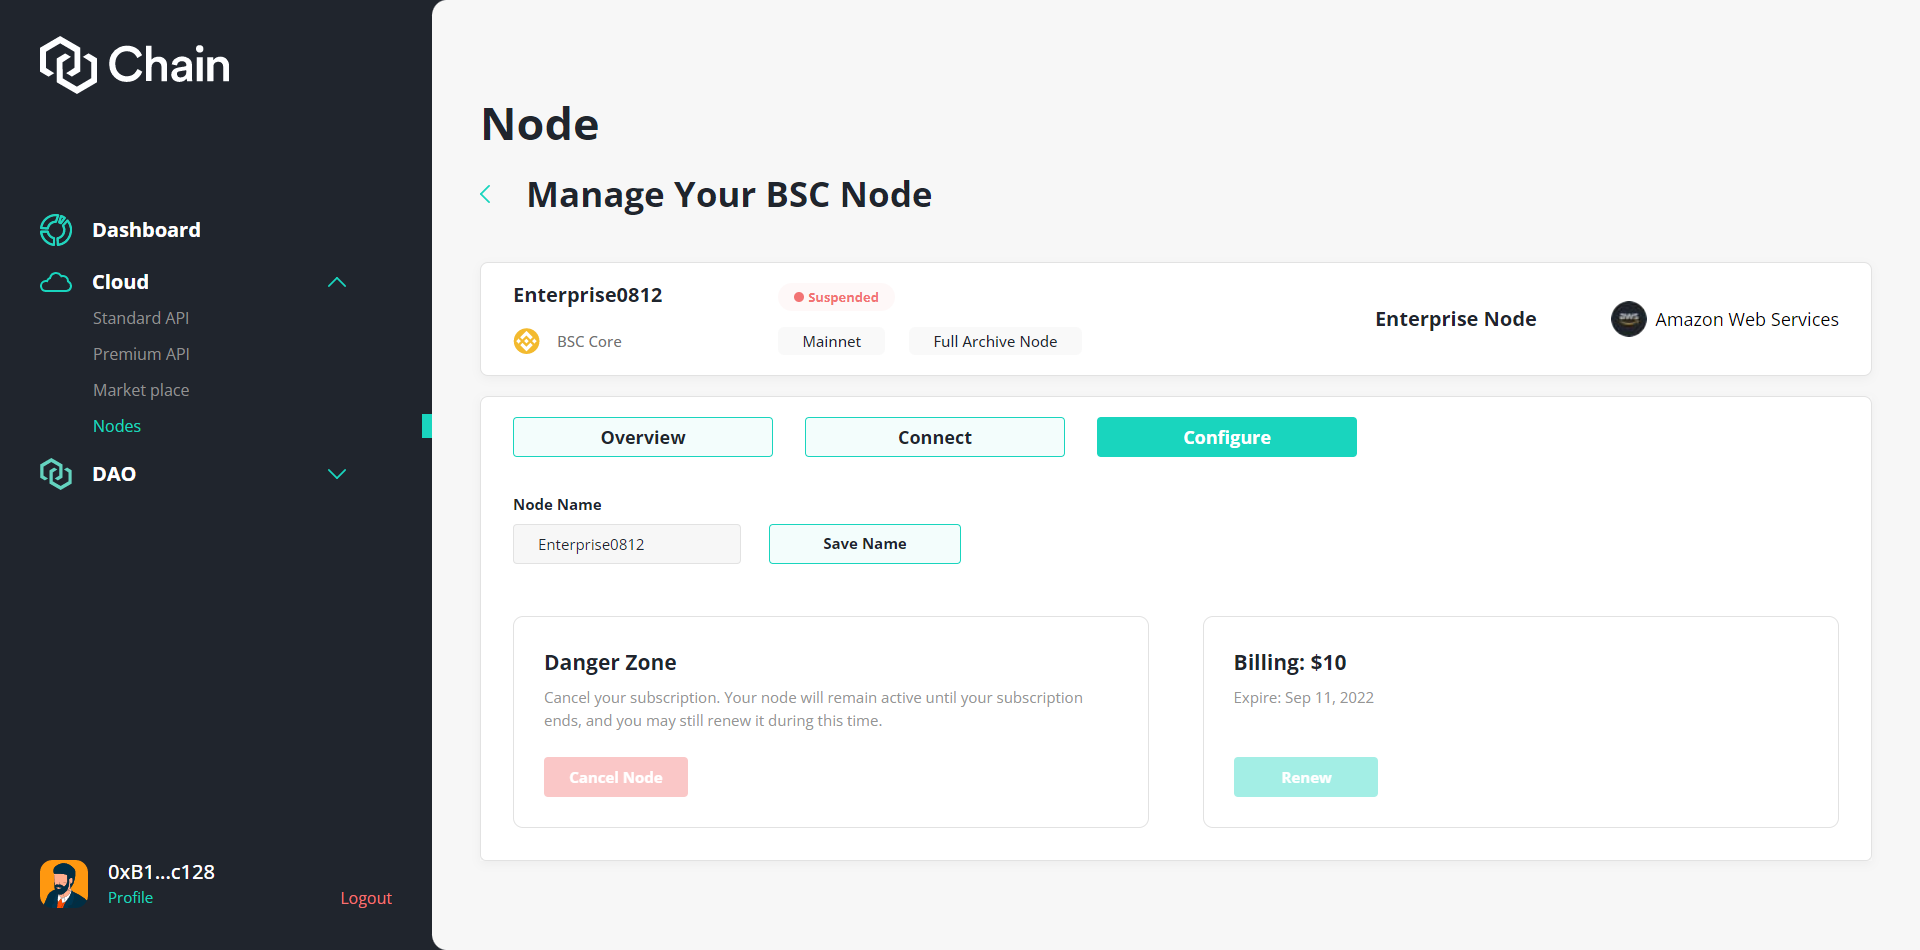 Chain
Dashboard
Cloud
Standard API
Premium API
Market place
Nodes
DAO
0xB1...c128
Profile
Logout
Node
Manage Your BSC Node
Enterprise0812
Suspended
BSC Core
Mainnet
Full Archive Node
Enterprise Node
aws
Amazon Web Services
Overview
Connect
Configure
Node Name
Enterprise0812
Save Name
Danger Zone
Cancel your subscription. Your node will remain active until your subscription
ends, and you may still renew it during this time.
Cancel Node
Billing: $10
Expire: Sep 11, 2022
Renew